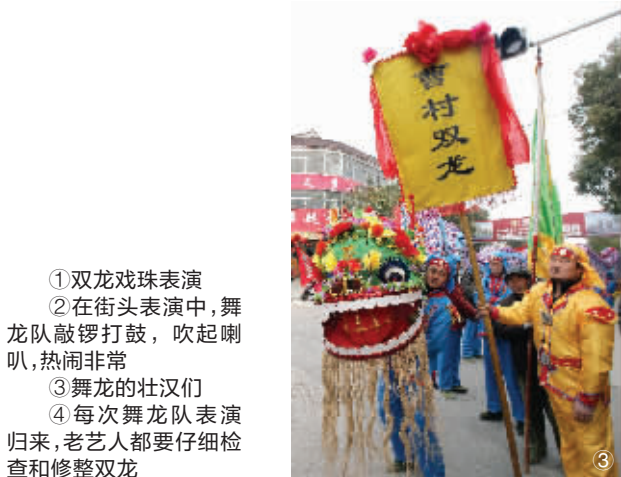 ①双龙戏珠表演
②在街头表演中,舞
龙队敲锣打鼓，吹起喇
叭,热闹非常
③舞龙的壮汉们
④每次舞龙队表演
归来,老艺人都要仔细检
查和修整双龙
曹村双龙
③